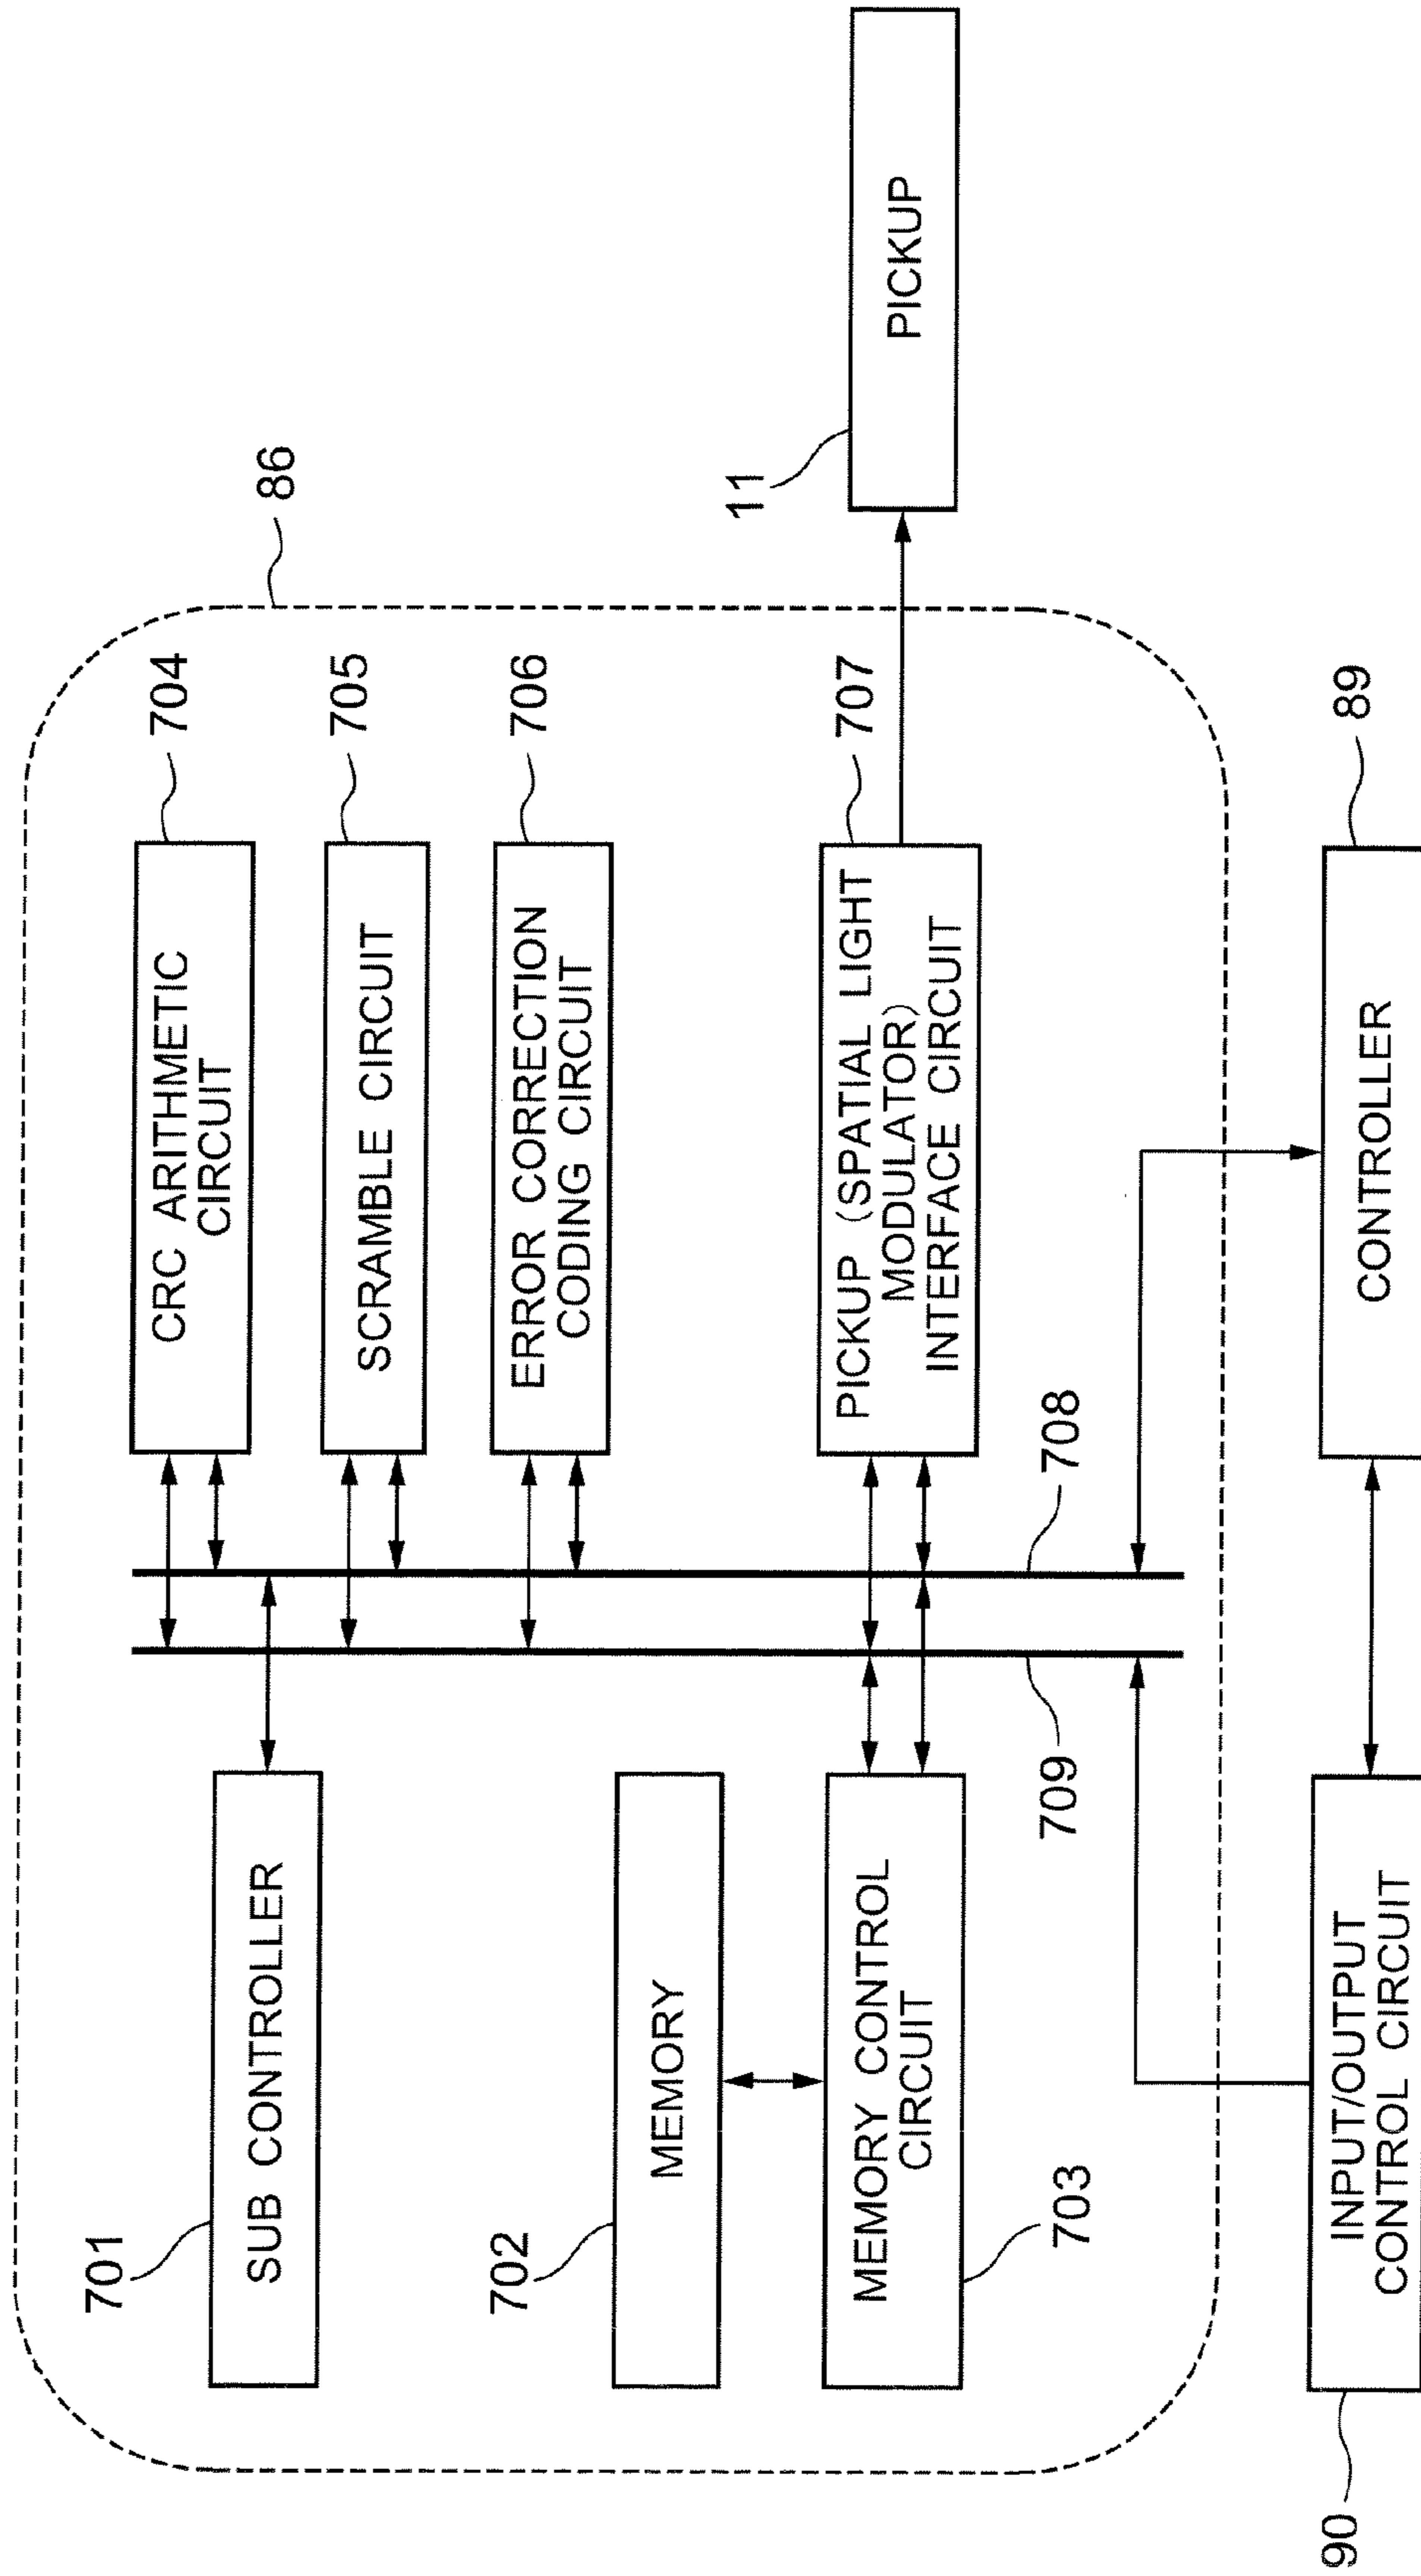 86
701
SUB CONTROLLER
702
MEMORY
MEMORY CONTROL
CIRCUIT
703
704
CRC ARITHMETIC
CIRCUIT
705
SCRAMBLE CIRCUIT
706
ERROR CORRECTION
CODING CIRCUIT
707
PICKUP (SPATIAL LIGHT
MODULATOR)
INTERFACE CIRCUIT
708
709
11
PICKUP
90
INPUT/OUTPUT
CONTROL CIRCUIT
89
CONTROLLER